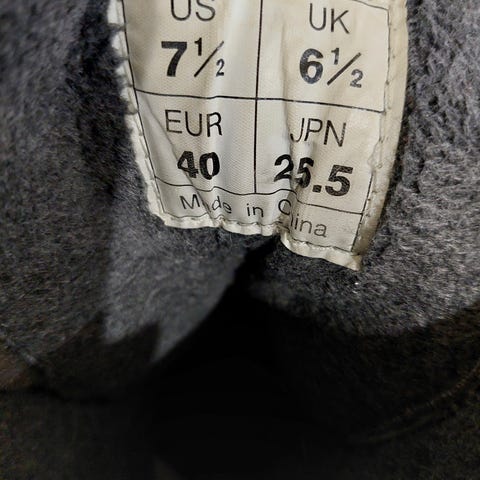 US UK
7½ 6½
EUR JPN
40 25.5
Made in China